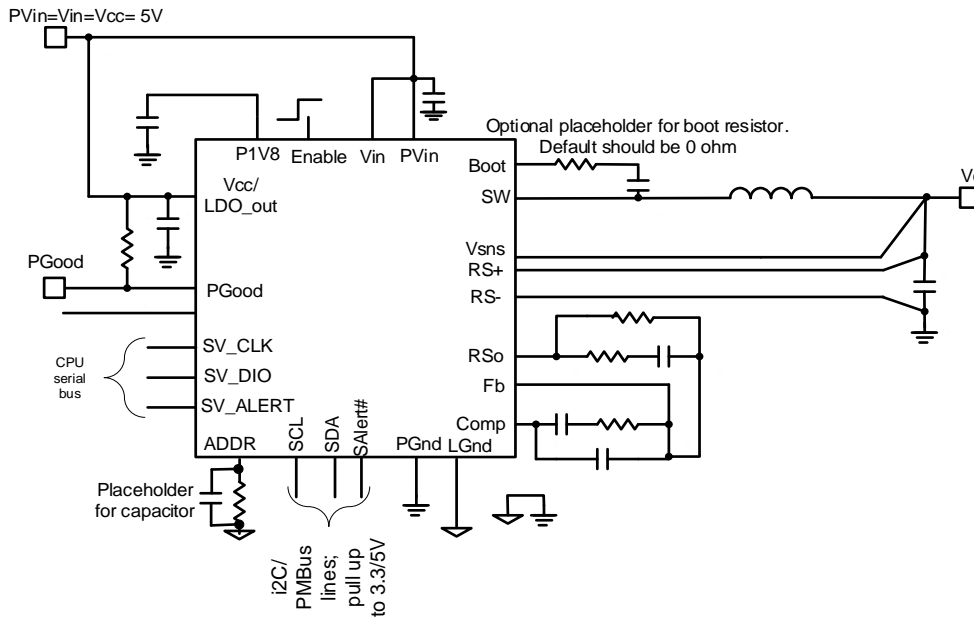 PVin=Vin=Vcc= 5V
Optional placeholder for boot resistor.
Default should be 0 ohm
P1V8
Enable
Vin
PVin
Boot
Vcc/
LDO_out
SW
Vsns
RS+
RS-
PGood
PGood
CPU
serial
bus
SV_CLK
SV_DIO
SV_ALERT
RSo
Fb
Comp
ADDR
SCL
SDA
SAlert#
PGnd
LGnd
Placeholder
for capacitor
i2C/
PMBus
lines;
pull up
to 3.3/5V